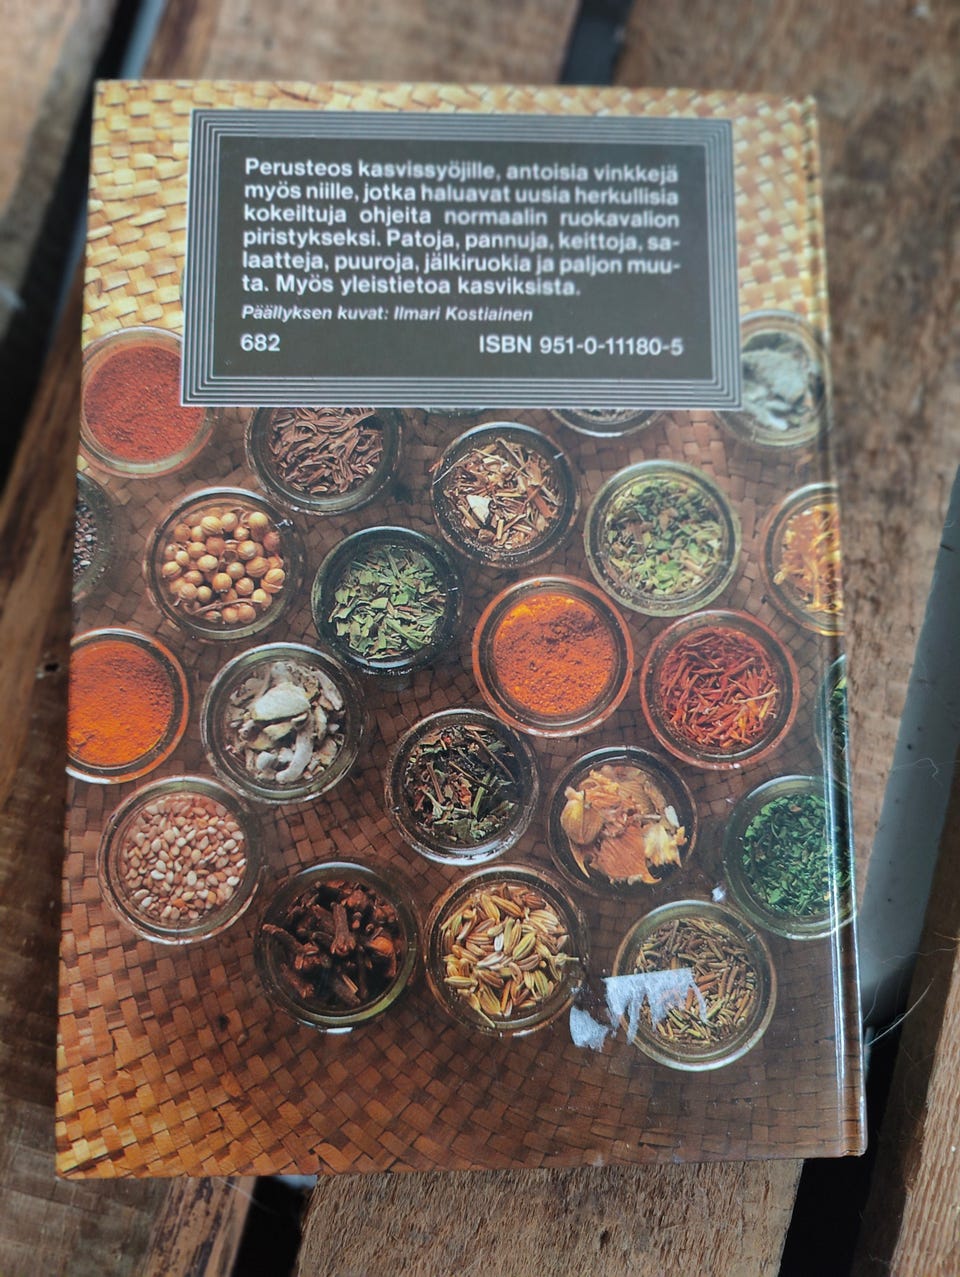 Perusteos kasvissyöjille, antoisia vinkkejä
myös niille, jotka haluavat uusia herkullisia
kokeiltuja ohjeita normaalin ruokavalion
piristykseksi. Patoja, pannuja, keittoja, sa-
laatteja, puuroja, jälkiruokia ja paljon muu-
ta. Myös yleistietoa kasviksista.
Päällyksen kuvat: Ilmari Kostiainen
682 ISBN 951-0-11180-5